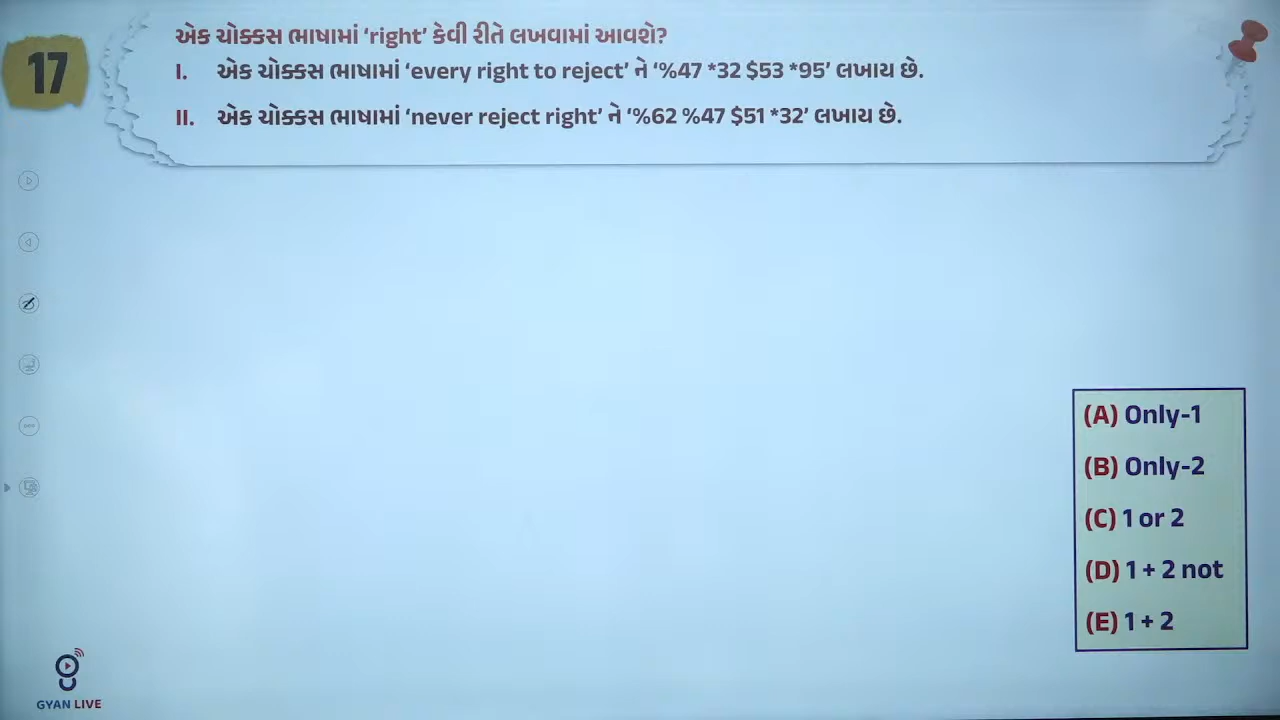 17
એક ચોક્કસ ભાષામાં ‘right’ કેવી રીતે લખવામાં આવશે?
I. એક ચોક્કસ ભાષામાં ‘every right to reject’ ને ‘%47 *32 $53 *95’ લખાય છે.
II. એક ચોક્કસ ભાષામાં ‘never reject right’ ને ‘%62 %47 $51 *32’ લખાય છે.
(A) Only-1
(B) Only-2
(C) 1 or 2
(D) 1 + 2 not
(E) 1 + 2
GYAN LIVE